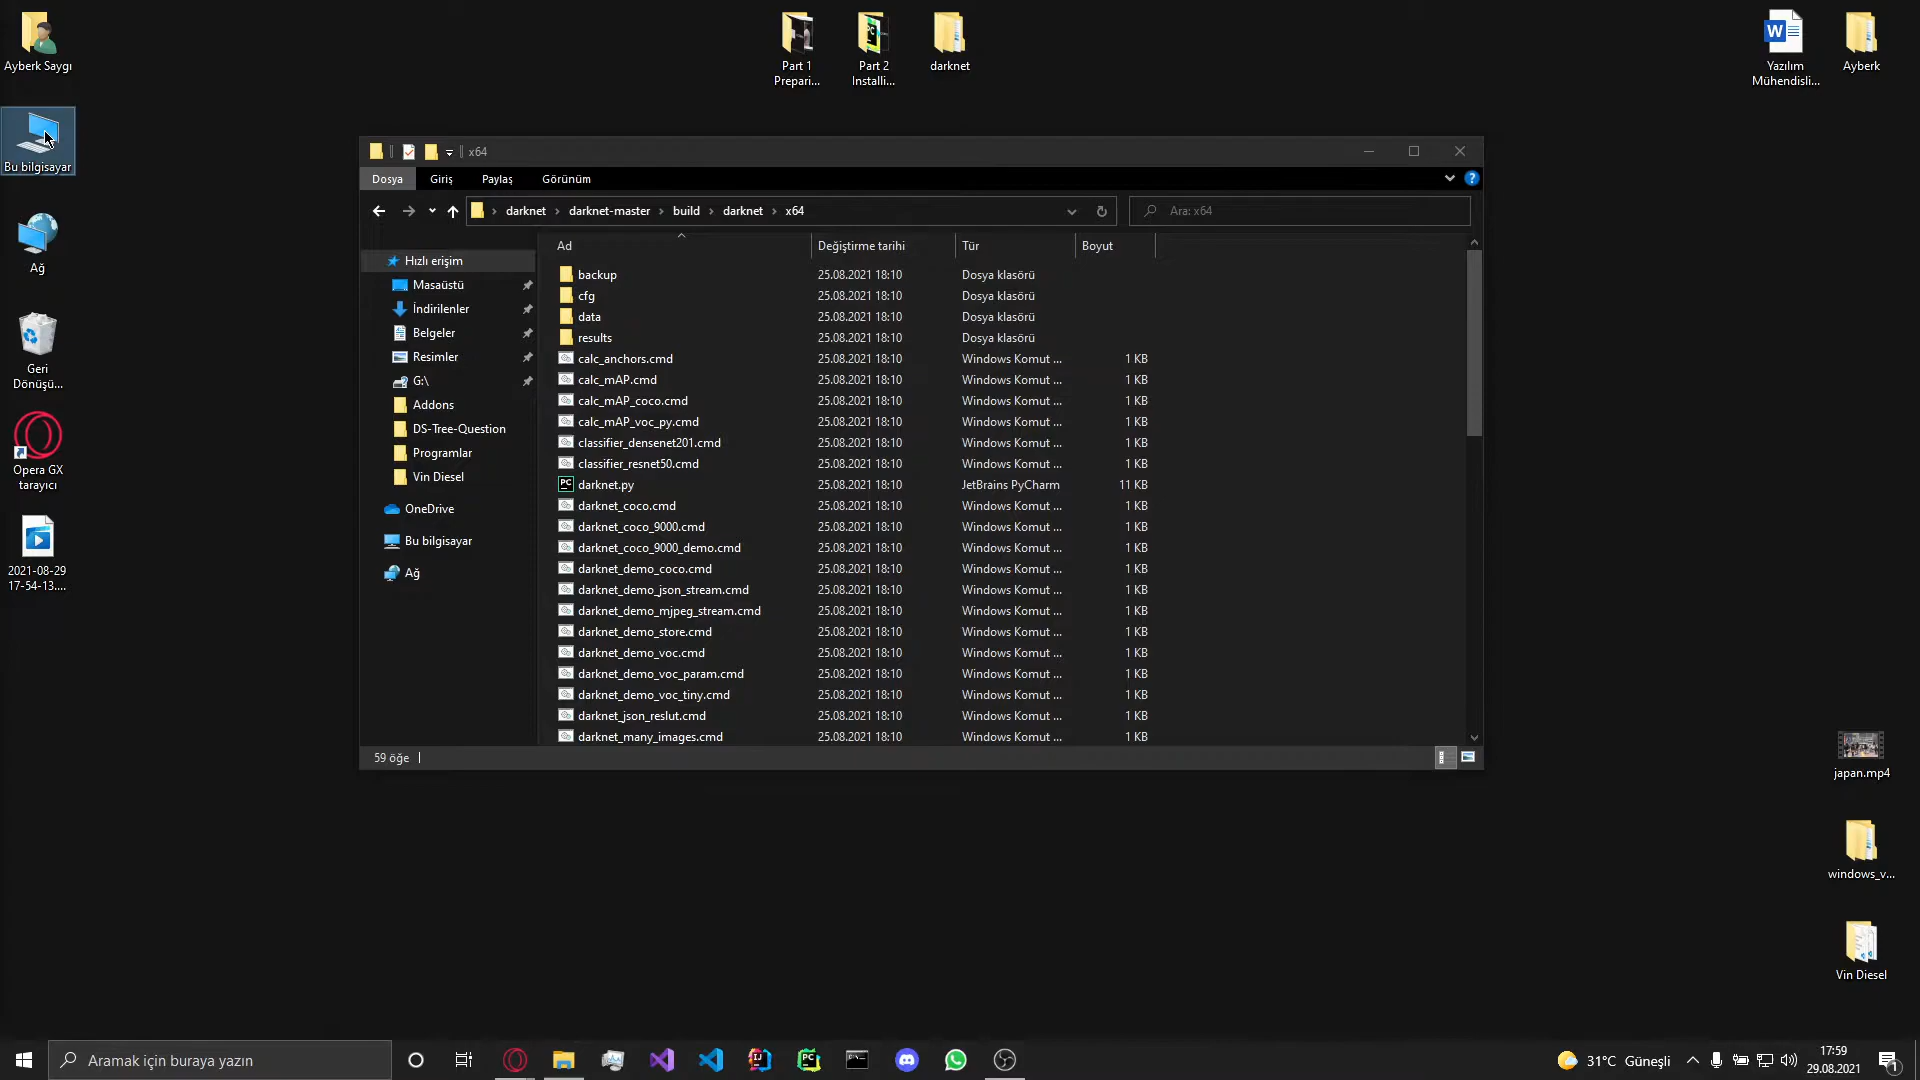 Ayberk Saygı
Bu bilgisayar
Ağ
Geri
Dönüşü...
Opera GX
tarayıcı
2021-08-29
17-54-13....
Part 1
Prepari...
Part 2
Installi...
darknet
Yazılım
Mühendisli...
Ayberk
x64
Dosya Giriş Paylaş Görünüm
darknet › darknet-master › build › darknet › x64
Ara: x64
Ad Değiştirme tarihi Tür Boyut
Hızlı erişim
Masaüstü
İndirilenler
Belgeler
Resimler
G:\
Addons
DS-Tree-Question
Programlar
Vin Diesel
OneDrive
Bu bilgisayar
Ağ
backup 25.08.2021 18:10 Dosya klasörü
cfg 25.08.2021 18:10 Dosya klasörü
data 25.08.2021 18:10 Dosya klasörü
results 25.08.2021 18:10 Dosya klasörü
calc_anchors.cmd 25.08.2021 18:10 Windows Komut ... 1 KB
calc_mAP.cmd 25.08.2021 18:10 Windows Komut ... 1 KB
calc_mAP_coco.cmd 25.08.2021 18:10 Windows Komut ... 1 KB
calc_mAP_voc_py.cmd 25.08.2021 18:10 Windows Komut ... 1 KB
classifier_densenet201.cmd 25.08.2021 18:10 Windows Komut ... 1 KB
classifier_resnet50.cmd 25.08.2021 18:10 Windows Komut ... 1 KB
darknet.py 25.08.2021 18:10 JetBrains PyCharm 11 KB
darknet_coco.cmd 25.08.2021 18:10 Windows Komut ... 1 KB
darknet_coco_9000.cmd 25.08.2021 18:10 Windows Komut ... 1 KB
darknet_coco_9000_demo.cmd 25.08.2021 18:10 Windows Komut ... 1 KB
darknet_demo_coco.cmd 25.08.2021 18:10 Windows Komut ... 1 KB
darknet_demo_json_stream.cmd 25.08.2021 18:10 Windows Komut ... 1 KB
darknet_demo_mjpeg_stream.cmd 25.08.2021 18:10 Windows Komut ... 1 KB
darknet_demo_store.cmd 25.08.2021 18:10 Windows Komut ... 1 KB
darknet_demo_voc.cmd 25.08.2021 18:10 Windows Komut ... 1 KB
darknet_demo_voc_param.cmd 25.08.2021 18:10 Windows Komut ... 1 KB
darknet_demo_voc_tiny.cmd 25.08.2021 18:10 Windows Komut ... 1 KB
darknet_json_reslut.cmd 25.08.2021 18:10 Windows Komut ... 1 KB
darknet_many_images.cmd 25.08.2021 18:10 Windows Komut ... 1 KB
59 öğe
japan.mp4
windows_v...
Vin Diesel
Aramak için buraya yazın
31°C Güneşli
17:59
29.08.2021
1